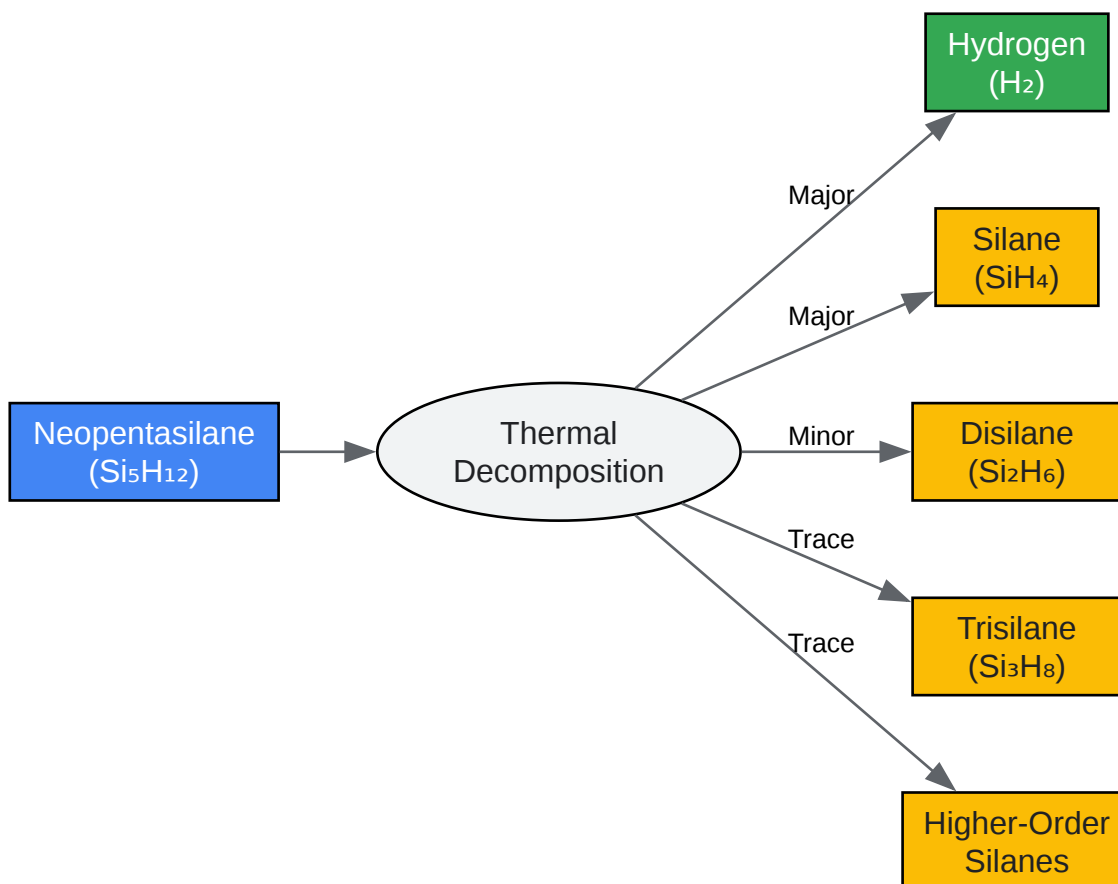 Hydrogen
(H₂)
Major
Silane
(SiH₄)
Major
Neopentasilane
(Si₅H₁₂)
Thermal
Decomposition
Minor
Disilane
(Si₂H₆)
Trace
Trisilane
(Si₃H₈)
Trace
Higher-Order
Silanes